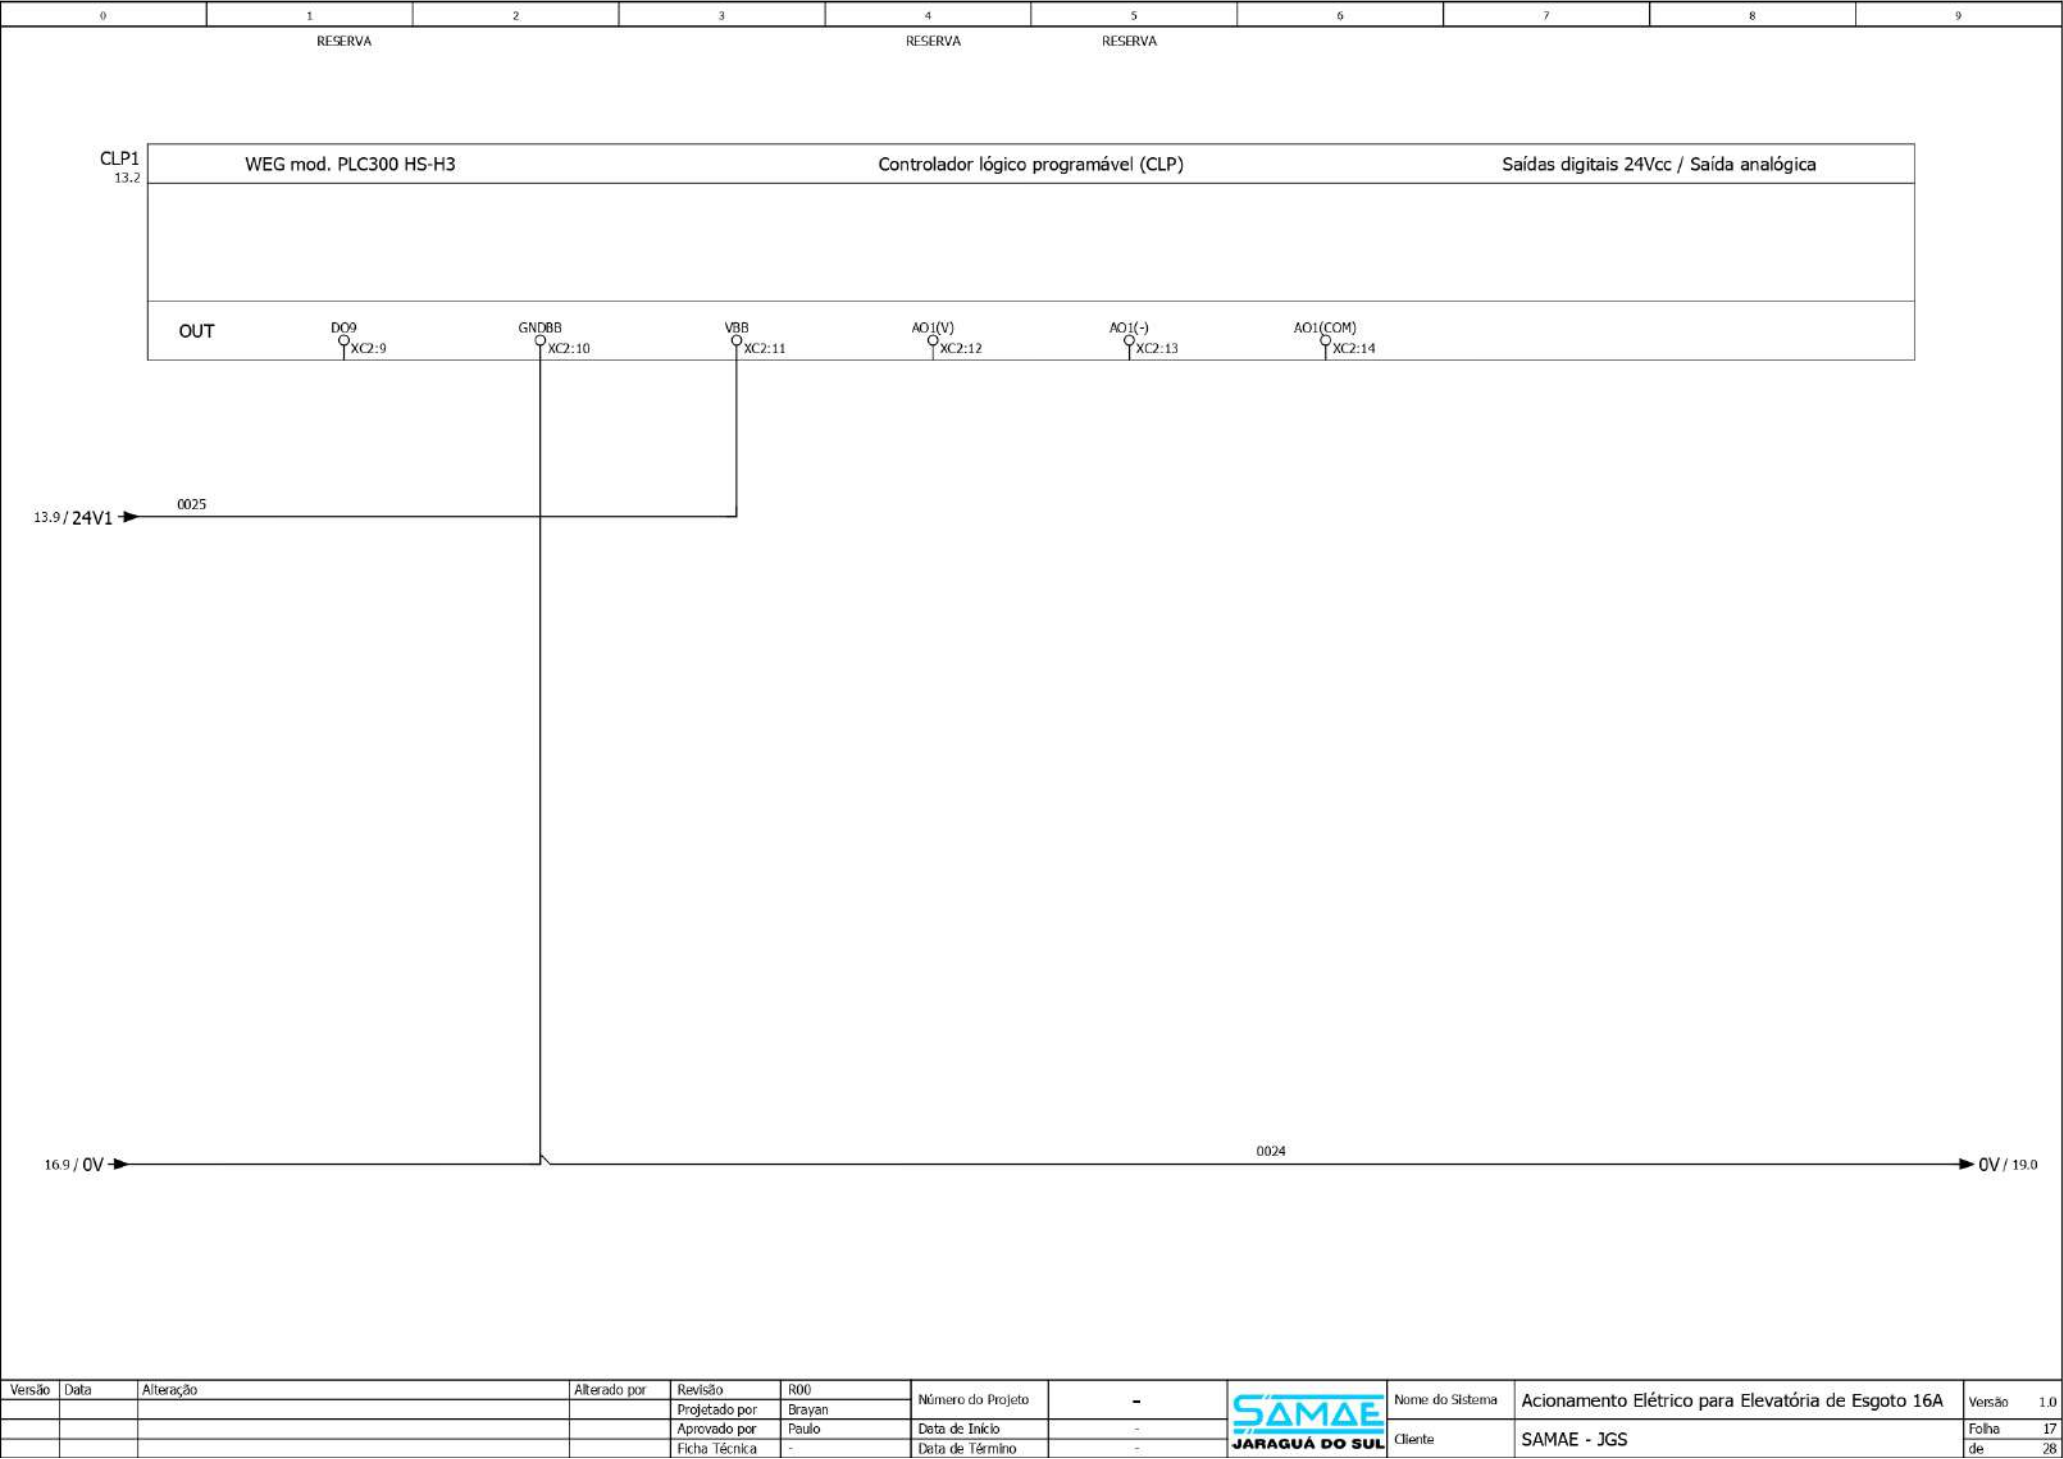 0 1 2 3 4 5 6 7 8 9
RESERVA RESERVA RESERVA
CLP1
13.2
WEG mod. PLC300 HS-H3 Controlador lógico programável (CLP) Saídas digitais 24Vcc / Saída analógica
OUT
DO9 GNDBB VBB AO1(V) AO1(-) AO1(COM)
XC2:9 XC2:10 XC2:11 XC2:12 XC2:13 XC2:14
0025
13.9 / 24V1
0024
16.9 / 0V 0V / 19.0
Versão Data Alteração Alterado por Revisão R00
Projetado por Brayan
Aprovado por Paulo
Ficha Técnica -
Número do Projeto -
Data de Início -
Data de Término -
SAMAE
JARAGUÁ DO SUL
Nome do Sistema Acionamento Elétrico para Elevatória de Esgoto 16A
Cliente SAMAE - JGS
Versão 1.0
Folha 17
de 28